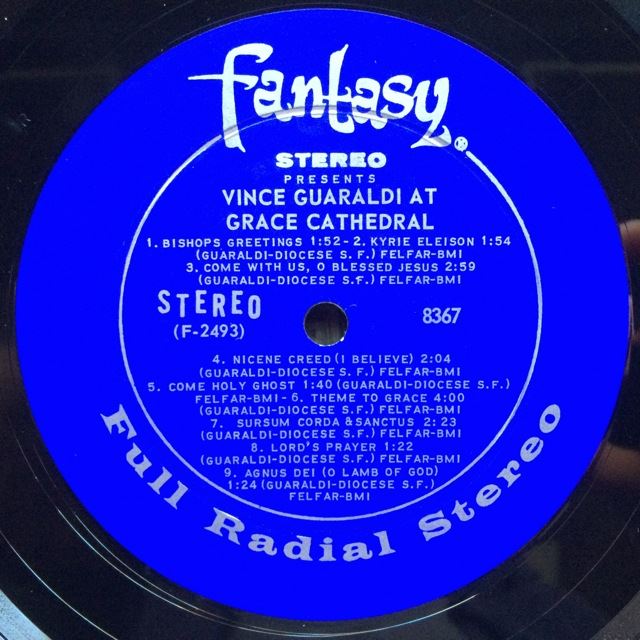 fantasy®
STEREO
PRESENTS
VINCE GUARALDI AT
GRACE CATHEDRAL
1. BISHOPS GREETINGS 1:52 - 2. KYRIE ELEISON 1:54
(GUARALDI-DIOCESE S. F.) FELFAR-BMI
3. COME WITH US, O BLESSED JESUS 2:59
(GUARALDI-DIOCESE S.F.) FELFAR-BMI
STEREO
(F-2493)
8367
4. NICENE CREED (I BELIEVE) 2:04
(GUARALDI-DIOCESE S. F.) FELFAR-BMI
5. COME HOLY GHOST 1:40 (GUARALDI-DIOCESE S.F.)
FELFAR-BMI - 6. THEME TO GRACE 4:00
(GUARALDI-DIOCESE S. F.) FELFAR-BMI
7. SURSUM CORDA & SANCTUS 2:23
(GUARALDI-DIOCESE S. F.) FELFAR-BMI
8. LORD'S PRAYER 1:22
(GUARALDI-DIOCESE S. F.) FELFAR-BMI
9. AGNUS DEI (O LAMB OF GOD)
1:24 (GUARALDI-DIOCESE S. F.)
FELFAR-BMI
Full Radial Stereo